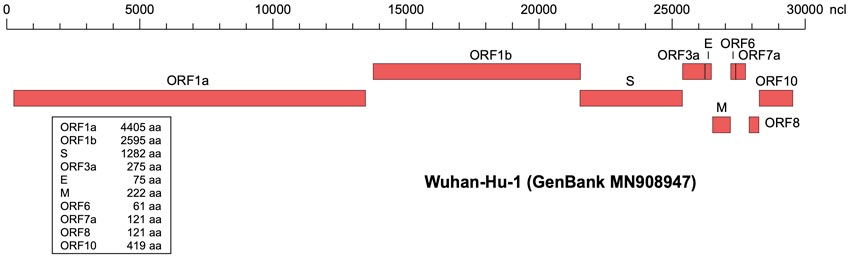 0 5000 10000 15000 20000 25000 30000 ncl
E ORF6
ORF1b ORF3a ORF7a
ORF1a S ORF10
M ORF8
ORF1a 4405 aa
ORF1b 2595 aa
S 1282 aa
ORF3a 275 aa
E 75 aa
M 222 aa
ORF6 61 aa
ORF7a 121 aa
ORF8 121 aa
ORF10 419 aa
Wuhan-Hu-1 (GenBank MN908947)